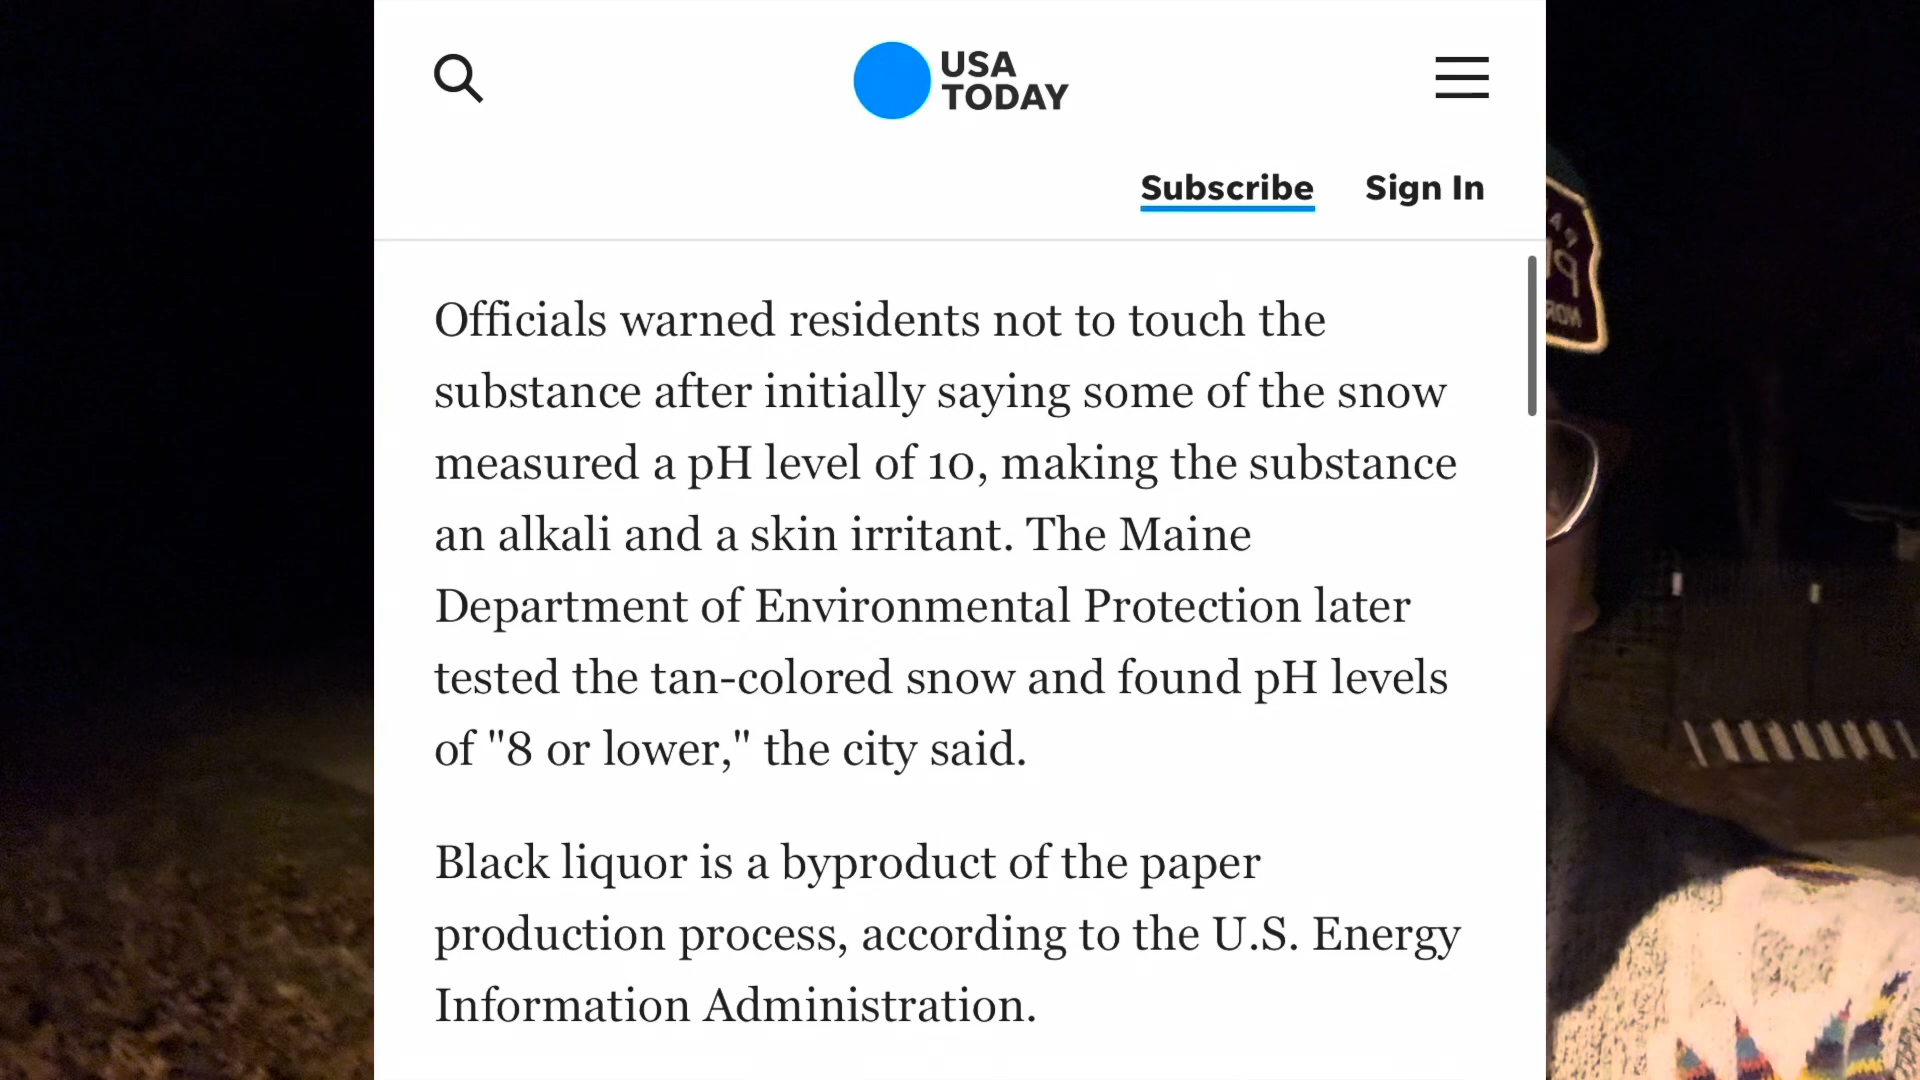 USA
TODAY
Subscribe Sign In
Officials warned residents not to touch the
substance after initially saying some of the snow
measured a pH level of 10, making the substance
an alkali and a skin irritant. The Maine
Department of Environmental Protection later
tested the tan-colored snow and found pH levels
of "8 or lower," the city said.
Black liquor is a byproduct of the paper
production process, according to the U.S. Energy
Information Administration.